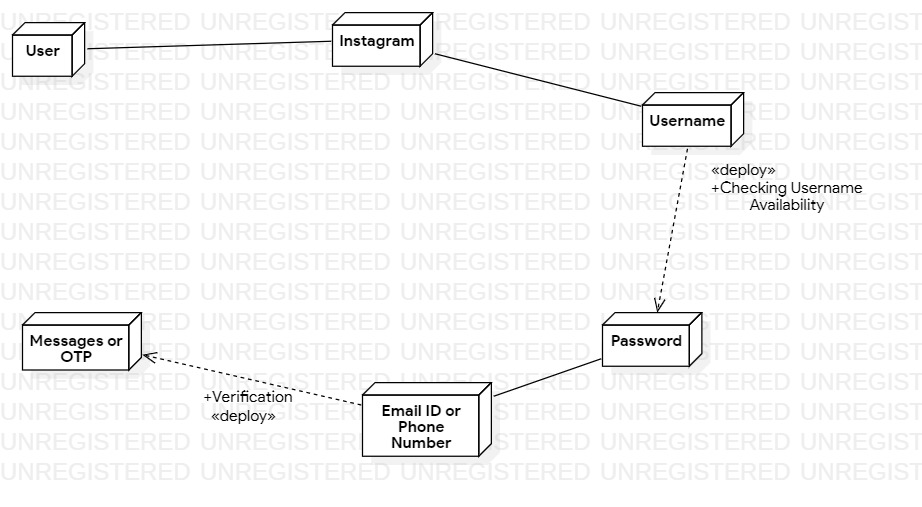 User
Instagram
Username
«deploy»
+Checking Username
Availability
Messages or
OTP
Password
+Verification
«deploy»
Email ID or
Phone
Number
UNREGISTERED UNREGISTERED UNREGISTERED UNREGISTERED UNREGISTERED